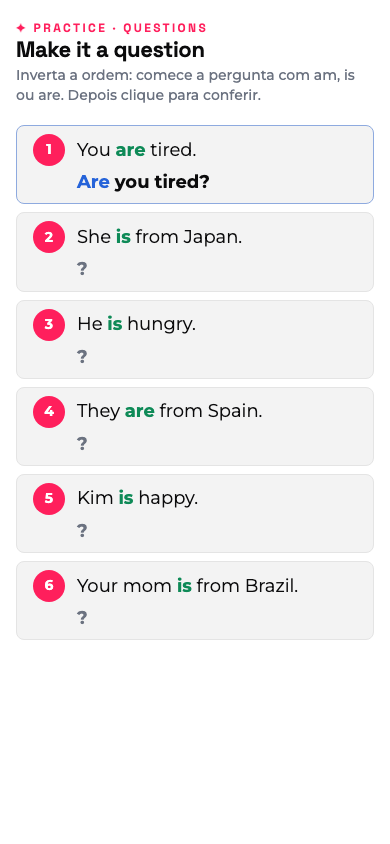 ✦ PRACTICE · QUESTIONS
Make it a question
Inverta a ordem: comece a pergunta com am, is
ou are. Depois clique para conferir.
1 You are tired.
Are you tired?
2 She is from Japan.
?
3 He is hungry.
?
4 They are from Spain.
?
5 Kim is happy.
?
6 Your mom is from Brazil.
?